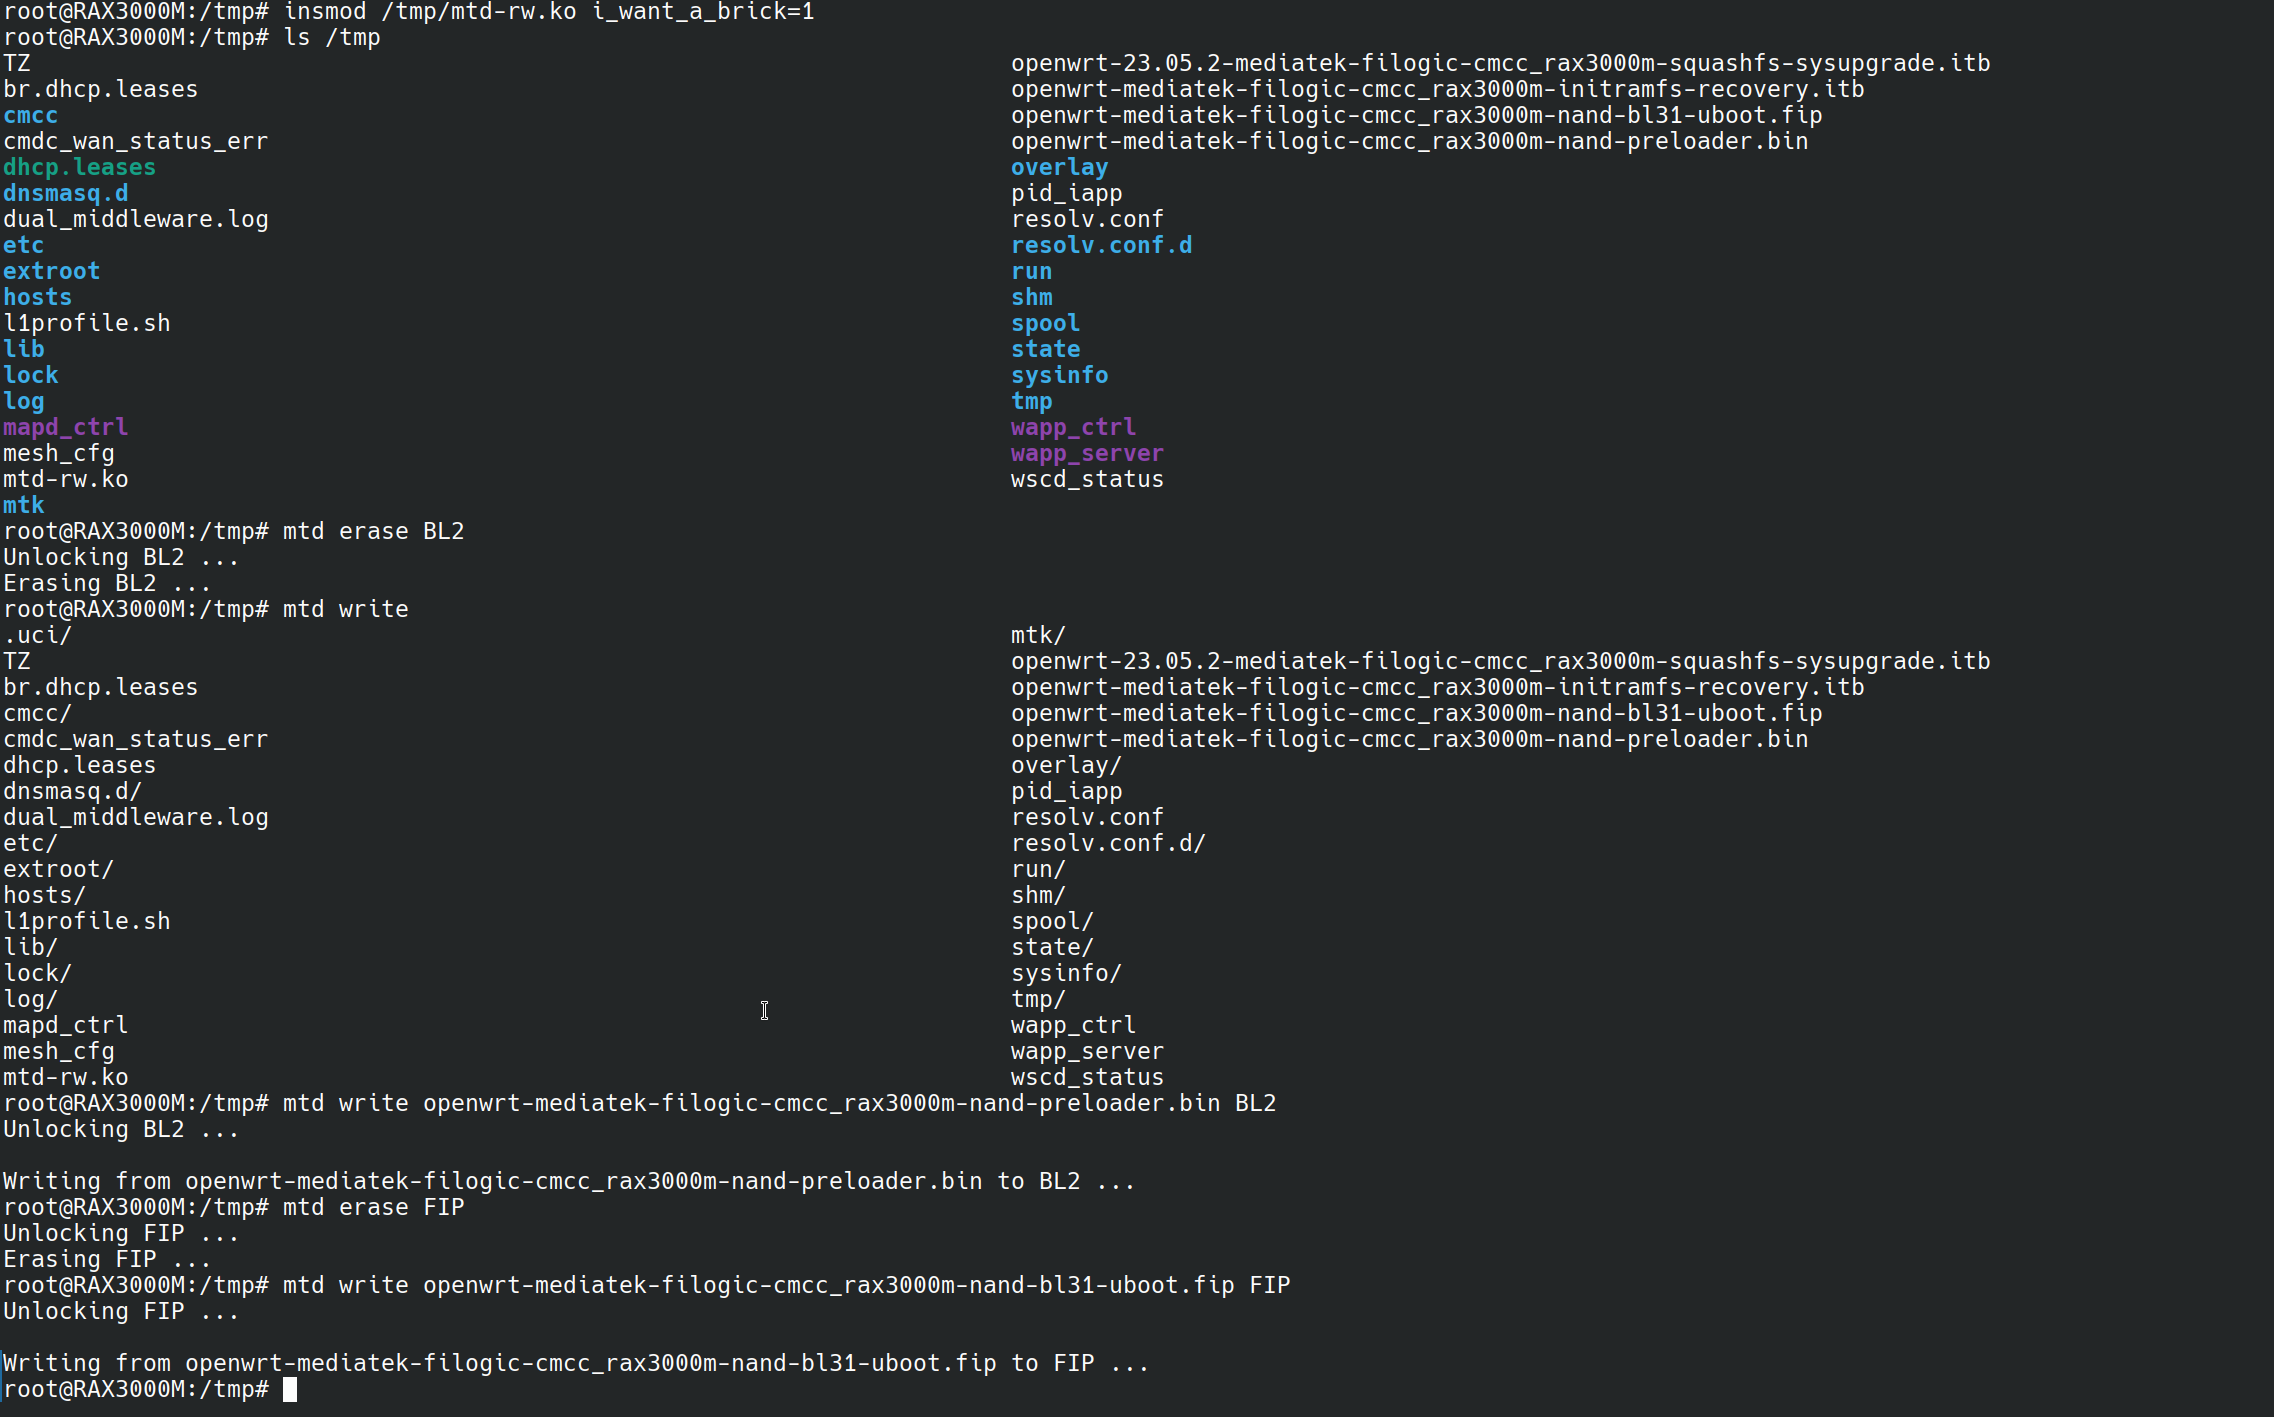 root@RAX3000M:/tmp# insmod /tmp/mtd-rw.ko i_want_a_brick=1
root@RAX3000M:/tmp# ls /tmp
TZ openwrt-23.05.2-mediatek-filogic-cmcc_rax3000m-squashfs-sysupgrade.itb
br.dhcp.leases openwrt-mediatek-filogic-cmcc_rax3000m-initramfs-recovery.itb
cmcc openwrt-mediatek-filogic-cmcc_rax3000m-nand-bl31-uboot.fip
cmdc_wan_status_err openwrt-mediatek-filogic-cmcc_rax3000m-nand-preloader.bin
dhcp.leases overlay
dnsmasq.d pid_iapp
dual_middleware.log resolv.conf
etc resolv.conf.d
extroot run
hosts shm
l1profile.sh spool
lib state
lock sysinfo
log tmp
mapd_ctrl wapp_ctrl
mesh_cfg wapp_server
mtd-rw.ko wscd_status
mtk
root@RAX3000M:/tmp# mtd erase BL2
Unlocking BL2 ...
Erasing BL2 ...
root@RAX3000M:/tmp# mtd write
.uci/ mtk/
TZ openwrt-23.05.2-mediatek-filogic-cmcc_rax3000m-squashfs-sysupgrade.itb
br.dhcp.leases openwrt-mediatek-filogic-cmcc_rax3000m-initramfs-recovery.itb
cmcc/ openwrt-mediatek-filogic-cmcc_rax3000m-nand-bl31-uboot.fip
cmdc_wan_status_err openwrt-mediatek-filogic-cmcc_rax3000m-nand-preloader.bin
dhcp.leases overlay/
dnsmasq.d/ pid_iapp
dual_middleware.log resolv.conf
etc/ resolv.conf.d/
extroot/ run/
hosts/ shm/
l1profile.sh spool/
lib/ state/
lock/ sysinfo/
log/ tmp/
mapd_ctrl wapp_ctrl
mesh_cfg wapp_server
mtd-rw.ko wscd_status
root@RAX3000M:/tmp# mtd write openwrt-mediatek-filogic-cmcc_rax3000m-nand-preloader.bin BL2
Unlocking BL2 ...
Writing from openwrt-mediatek-filogic-cmcc_rax3000m-nand-preloader.bin to BL2 ...
root@RAX3000M:/tmp# mtd erase FIP
Unlocking FIP ...
Erasing FIP ...
root@RAX3000M:/tmp# mtd write openwrt-mediatek-filogic-cmcc_rax3000m-nand-bl31-uboot.fip FIP
Unlocking FIP ...
Writing from openwrt-mediatek-filogic-cmcc_rax3000m-nand-bl31-uboot.fip to FIP ...
root@RAX3000M:/tmp#